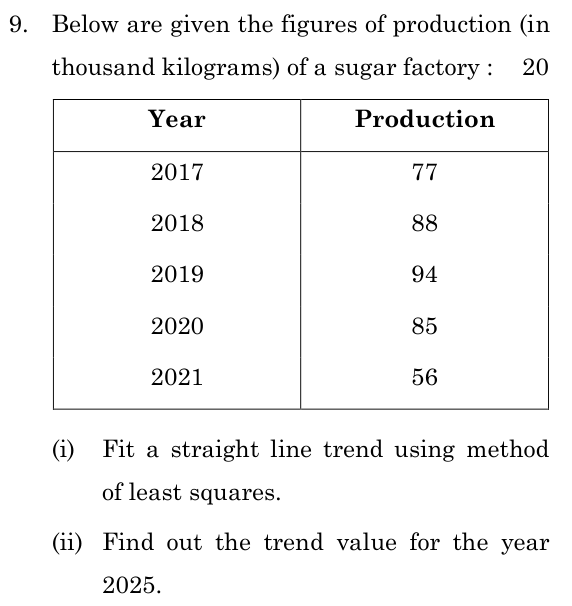 9. Below are given the figures of production (in
thousand kilograms) of a sugar factory : 20
Year Production
2017 77
2018 88
2019 94
2020 85
2021 56
(i) Fit a straight line trend using method
of least squares.
(ii) Find out the trend value for the year
2025.